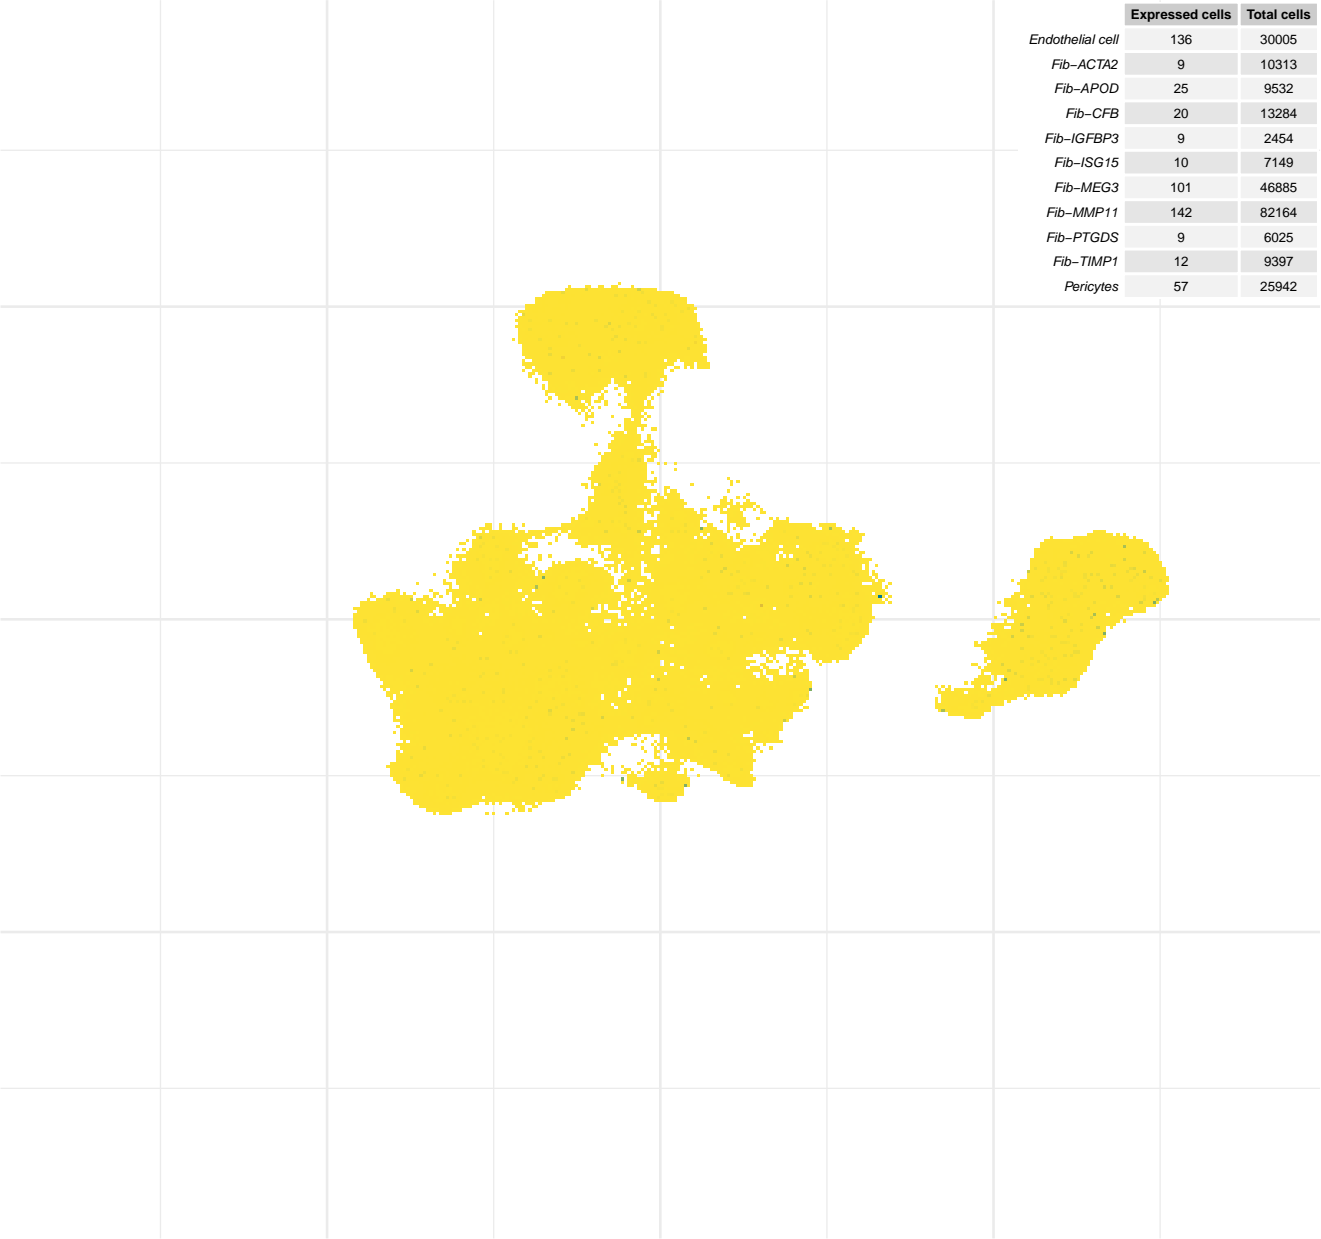 Expressed cells Total cells
Endothelial cell 136 30005
Fib−ACTA2 9 10313
Fib−APOD 25 9532
Fib−CFB 20 13284
Fib−IGFBP3 9 2454
Fib−ISG15 10 7149
Fib−MEG3 101 46885
Fib−MMP11 142 82164
Fib−PTGDS 9 6025
Fib−TIMP1 12 9397
Pericytes 57 25942